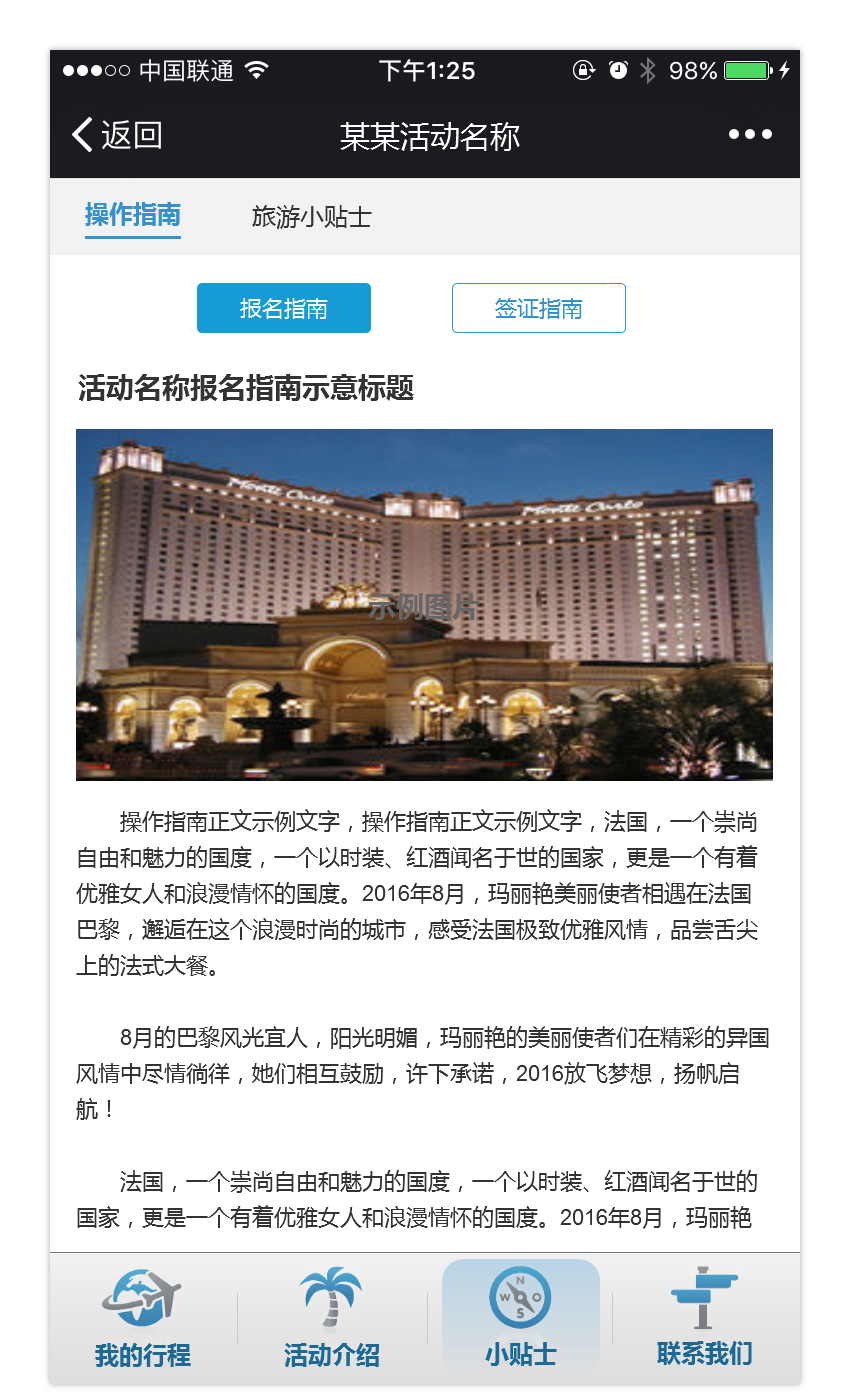 中国联通 下午1:25 98%
返回 某某活动名称
操作指南 旅游小贴士
报名指南 签证指南
活动名称报名指南示意标题
Monte Carlo Monte Carlo
示例图片
操作指南正文示例文字，操作指南正文示例文字，法国，一个崇尚
自由和魅力的国度，一个以时装、红酒闻名于世的国家，更是一个有着
优雅女人和浪漫情怀的国度。2016年8月，玛丽艳美丽使者相遇在法国
巴黎，邂逅在这个浪漫时尚的城市，感受法国极致优雅风情，品尝舌尖
上的法式大餐。
8月的巴黎风光宜人，阳光明媚，玛丽艳的美丽使者们在精彩的异国
风情中尽情徜徉，她们相互鼓励，许下承诺，2016放飞梦想，扬帆启
航！
法国，一个崇尚自由和魅力的国度，一个以时装、红酒闻名于世的
国家，更是一个有着优雅女人和浪漫情怀的国度。2016年8月，玛丽艳
N
W O
S
我的行程 活动介绍 小贴士 联系我们